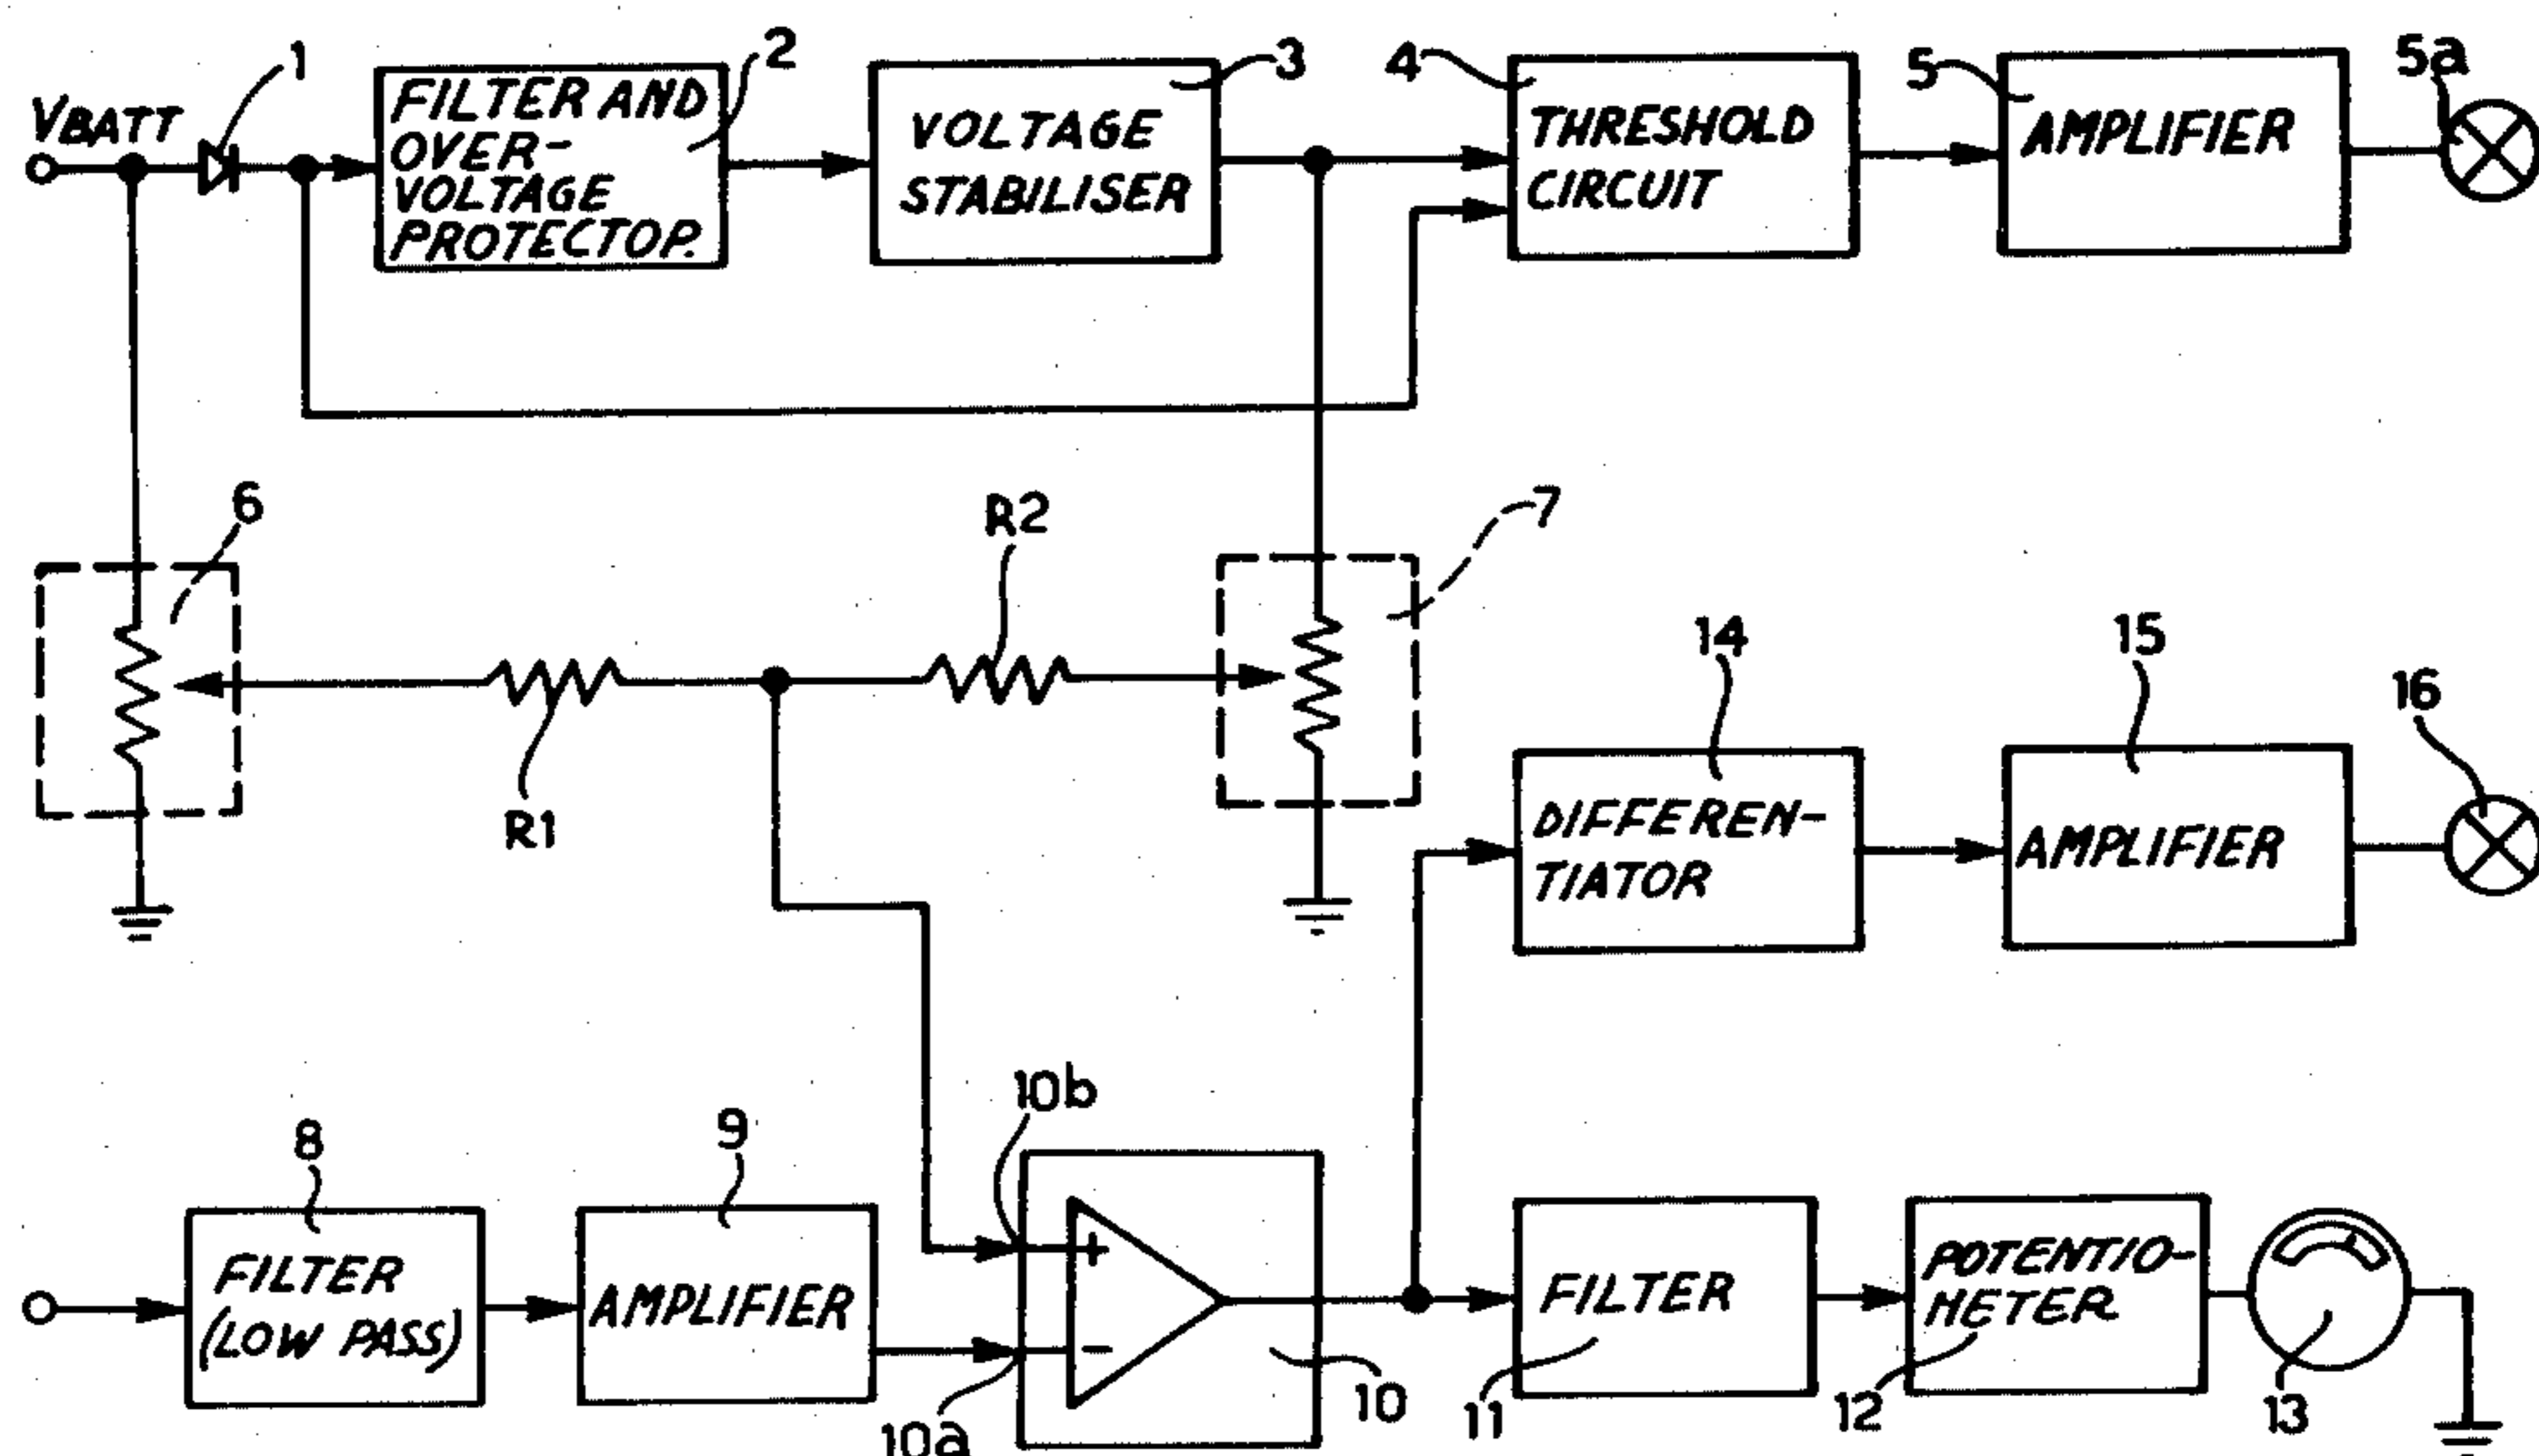 1
2
3
4
5
5a
VBATT
FILTER AND
OVER-
VOLTAGE
PROTECTOR.
VOLTAGE
STABILISER
THRESHOLD
CIRCUIT
AMPLIFIER
6
R2
7
R1
14
15
16
DIFFEREN-
TIATOR
AMPLIFIER
8
9
10b
FILTER
(LOW PASS)
AMPLIFIER
+
-
10a
10
FILTER
11
POTENTIO-
METER
12
13